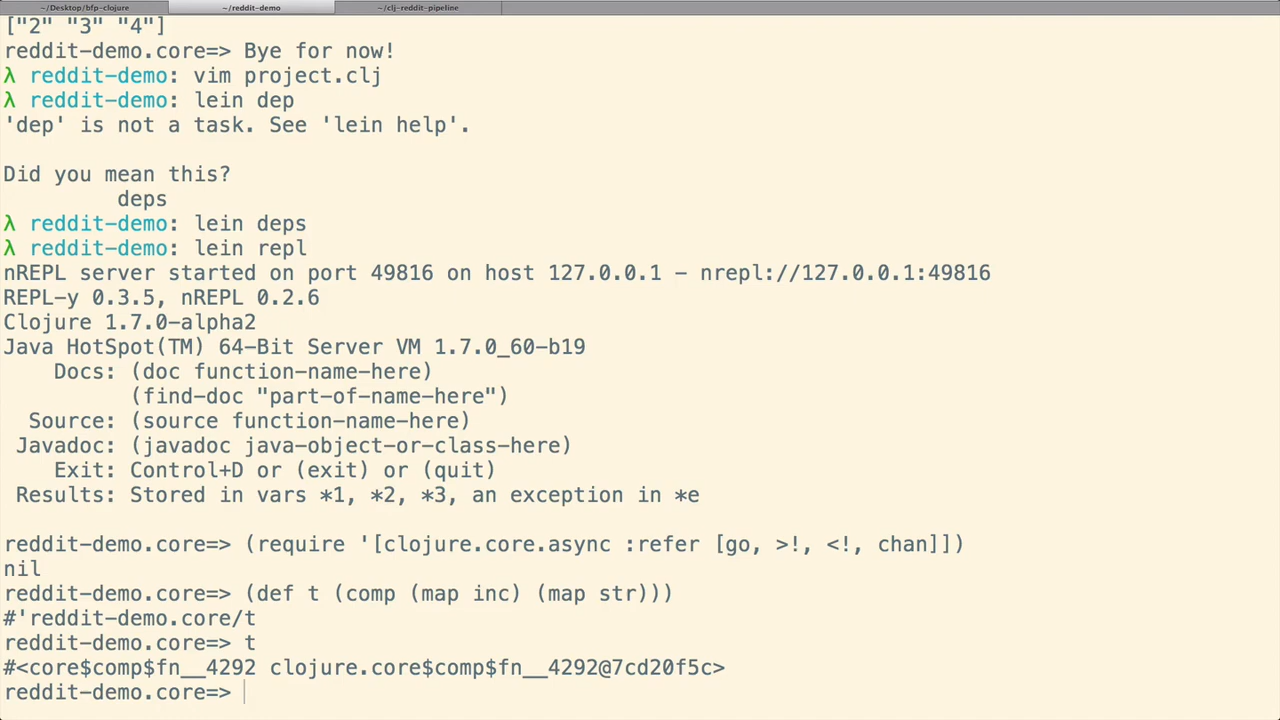 ~/Desktop/bfp-clojure ~/reddit-demo ~/clj-reddit-pipeline
["2" "3" "4"]
reddit-demo.core=> Bye for now!
λ reddit-demo: vim project.clj
λ reddit-demo: lein dep
'dep' is not a task. See 'lein help'.
Did you mean this?
deps
λ reddit-demo: lein deps
λ reddit-demo: lein repl
nREPL server started on port 49816 on host 127.0.0.1 - nrepl://127.0.0.1:49816
REPL-y 0.3.5, nREPL 0.2.6
Clojure 1.7.0-alpha2
Java HotSpot(TM) 64-Bit Server VM 1.7.0_60-b19
Docs: (doc function-name-here)
(find-doc "part-of-name-here")
Source: (source function-name-here)
Javadoc: (javadoc java-object-or-class-here)
Exit: Control+D or (exit) or (quit)
Results: Stored in vars *1, *2, *3, an exception in *e
reddit-demo.core=> (require '[clojure.core.async :refer [go, >!, <!, chan]])
nil
reddit-demo.core=> (def t (comp (map inc) (map str)))
#'reddit-demo.core/t
reddit-demo.core=> t
#<core$comp$fn__4292 clojure.core$comp$fn__4292@7cd20f5c>
reddit-demo.core=>